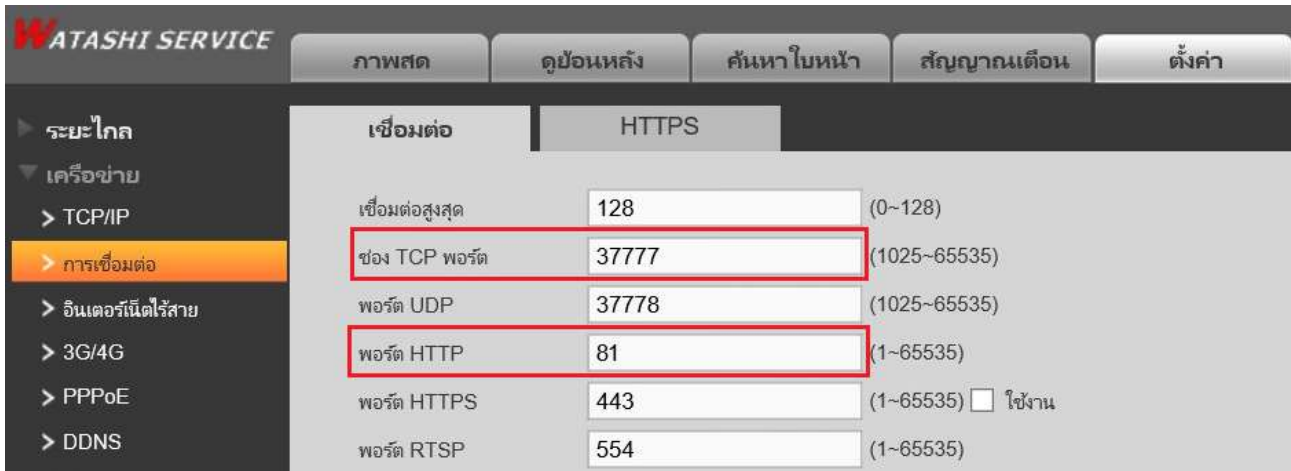 WATASHI SERVICE
ภาพสด ดูย้อนหลัง ค้นหาใบหน้า สัญญาณเตือน ตั้งค่า
ระยะไกล
เครือข่าย
> TCP/IP
> การเชื่อมต่อ
> อินเตอร์เน็ตไร้สาย
> 3G/4G
> PPPoE
> DDNS
เชื่อมต่อ HTTPS
เชื่อมต่อสูงสุด 128 (0~128)
ช่อง TCP พอร์ต 37777 (1025~65535)
พอร์ต UDP 37778 (1025~65535)
พอร์ต HTTP 81 (1~65535)
พอร์ต HTTPS 443 (1~65535) ใช้งาน
พอร์ต RTSP 554 (1~65535)